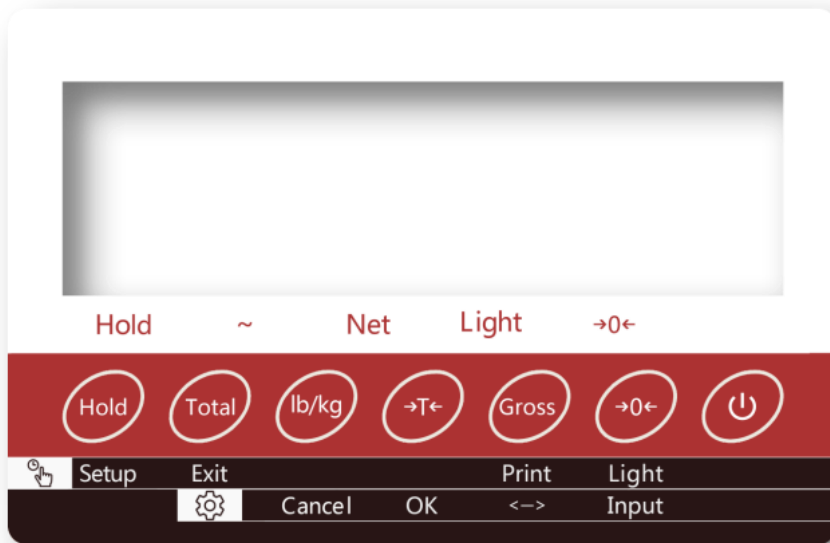 Hold ~ Net Light →0←
Hold Total lb/kg →T← Gross →0←
Setup Exit Print Light
Cancel OK <—> Input